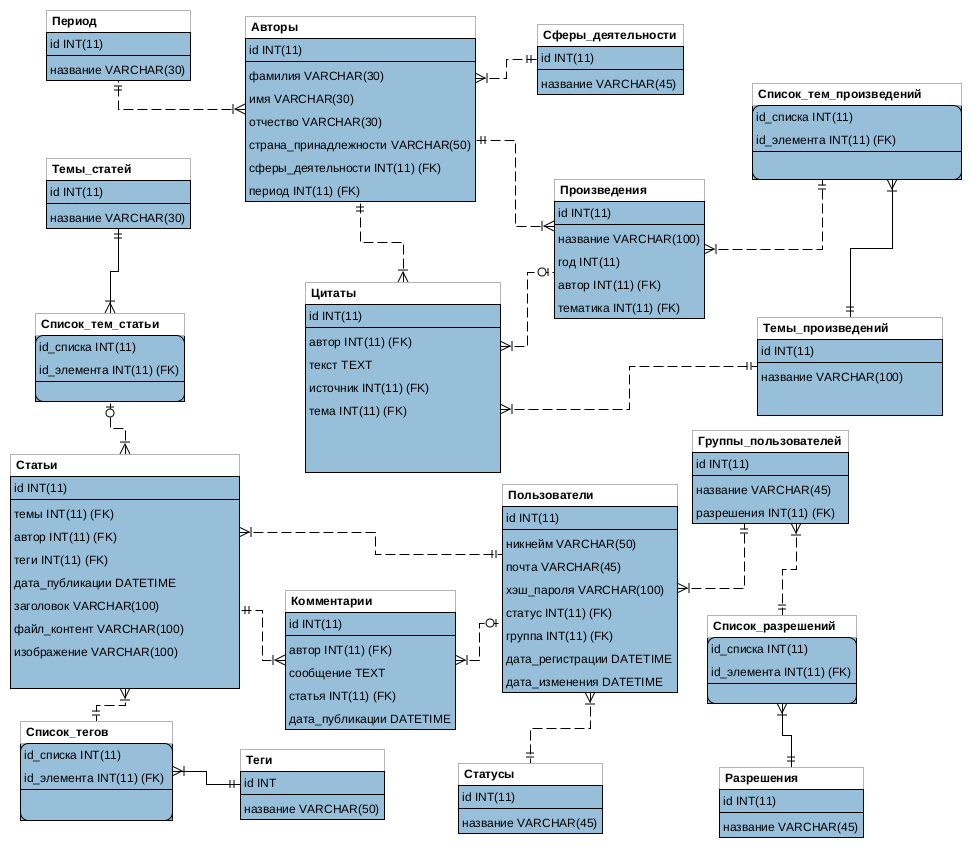 Период
id INT(11)
название VARCHAR(30)
Авторы
id INT(11)
фамилия VARCHAR(30)
имя VARCHAR(30)
отчество VARCHAR(30)
страна_принадлежности VARCHAR(50)
сферы_деятельности INT(11) (FK)
период INT(11) (FK)
Сферы_деятельности
id INT(11)
название VARCHAR(45)
Список_тем_произведений
id_списка INT(11)
id_элемента INT(11) (FK)
Темы_статей
id INT(11)
название VARCHAR(30)
Произведения
id INT(11)
название VARCHAR(100)
год INT(11)
автор INT(11) (FK)
тематика INT(11) (FK)
Цитаты
id INT(11)
автор INT(11) (FK)
текст TEXT
источник INT(11) (FK)
тема INT(11) (FK)
Список_тем_статьи
id_списка INT(11)
id_элемента INT(11) (FK)
Темы_произведений
id INT(11)
название VARCHAR(100)
Группы_пользователей
id INT(11)
название VARCHAR(45)
разрешения INT(11) (FK)
Статьи
id INT(11)
темы INT(11) (FK)
автор INT(11) (FK)
теги INT(11) (FK)
дата_публикации DATETIME
заголовок VARCHAR(100)
файл_контент VARCHAR(100)
изображение VARCHAR(100)
Пользователи
id INT(11)
никнейм VARCHAR(50)
почта VARCHAR(45)
хэш_пароля VARCHAR(100)
статус INT(11) (FK)
группа INT(11) (FK)
дата_регистрации DATETIME
дата_изменения DATETIME
Комментарии
id INT(11)
автор INT(11) (FK)
сообщение TEXT
статья INT(11) (FK)
дата_публикации DATETIME
Список_разрешений
id_списка INT(11)
id_элемента INT(11) (FK)
Список_тегов
id_списка INT(11)
id_элемента INT(11) (FK)
Теги
id INT
название VARCHAR(50)
Статусы
id INT(11)
название VARCHAR(45)
Разрешения
id INT(11)
название VARCHAR(45)